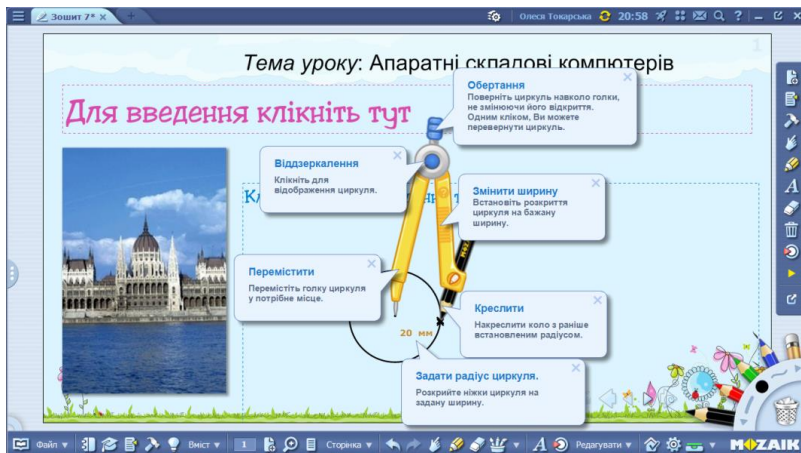 Зошит 7*
Олеся Токарська
20:58
1
Тема уроку: Апаратні складові компютерів
Для введення клікніть тут
Обертання
Поверніть циркуль навколо голки,
не змінюючи його відкриття.
Одним кліком, Ви можете
перевернути циркуль.
Віддзеркалення
Клікніть для
відображення циркуля.
Змінити ширину
Встановіть розкриття
циркуля на бажану
ширину.
Перемістити
Перемістіть голку циркуля
у потрібне місце.
Креслити
Накреслити коло з раніше
встановленим радіусом.
20 мм
Задати радіус циркуля.
Розкрийте ніжки циркуля на
задану ширину.
Файл
Вміст
1
Сторінка
Редагувати
MOZAIK